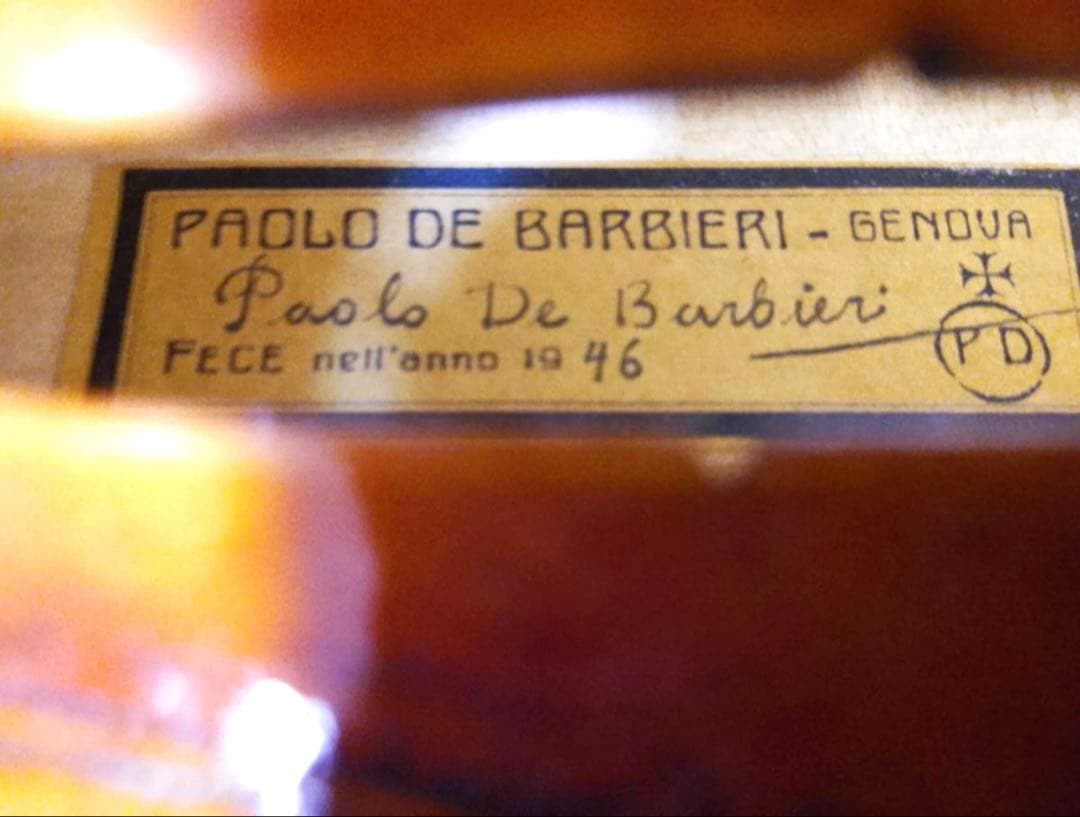 PAOLO DE BARBIERI - GENOVA
Paolo De Barbieri
FECE nell'anno 1946
PD